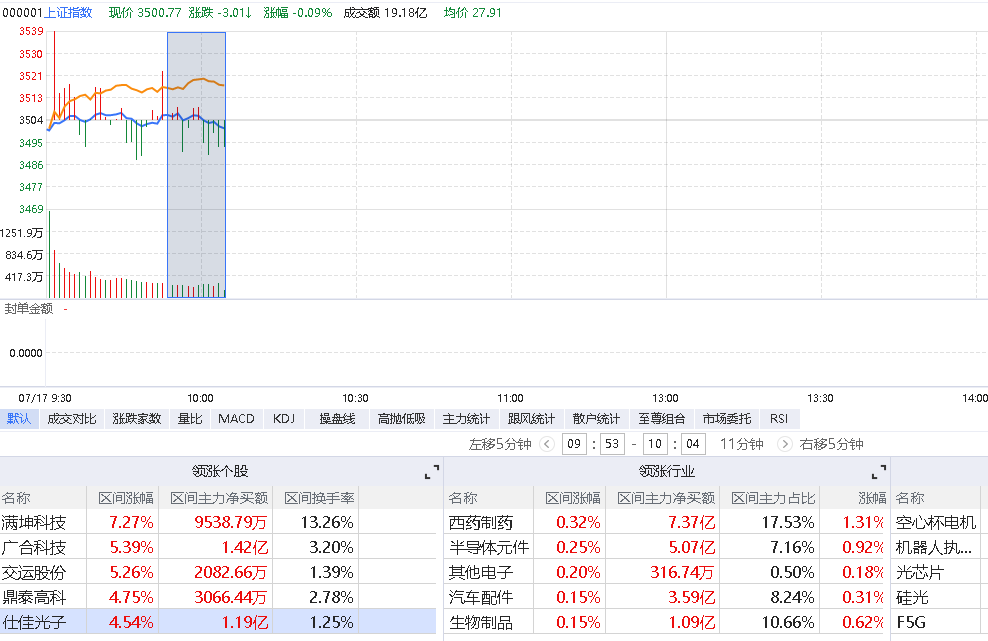 000001 上证指数 现价 3500.77 涨跌 -3.01↓ 涨幅 -0.09% 成交额 19.18亿 均价 27.91
3539
3530
3521
3513
3504
3495
3486
3477
3469
1251.9万
834.6万
417.3万
封单金额 -
0.0000
07/17 9:30 10:00 10:30 11:00 13:00 13:30 14:00
默认 成交对比 涨跌家数 量比 MACD KDJ 操盘线 高抛低吸 主力统计 跟风统计 散户统计 至尊组合 市场委托 RSI
左移5分钟 09 : 53 - 10 : 04 11分钟 右移5分钟
领涨个股 领涨行业
名称 区间涨幅 区间主力净买额 区间换手率 名称 区间涨幅 区间主力净买额 区间主力占比 涨幅 名称
满坤科技 7.27% 9538.79万 13.26% 西药制药 0.32% 7.37亿 17.53% 1.31% 空心杯电机
广合科技 5.39% 1.42亿 3.20% 半导体元件 0.25% 5.07亿 7.16% 0.92% 机器人执...
交运股份 5.26% 2082.66万 1.39% 其他电子 0.20% 316.74万 0.50% 0.18% 光芯片
鼎泰高科 4.75% 3066.44万 2.78% 汽车配件 0.15% 3.59亿 8.24% 0.31% 硅光
仕佳光子 4.54% 1.19亿 1.25% 生物制品 0.15% 1.09亿 10.66% 0.62% F5G